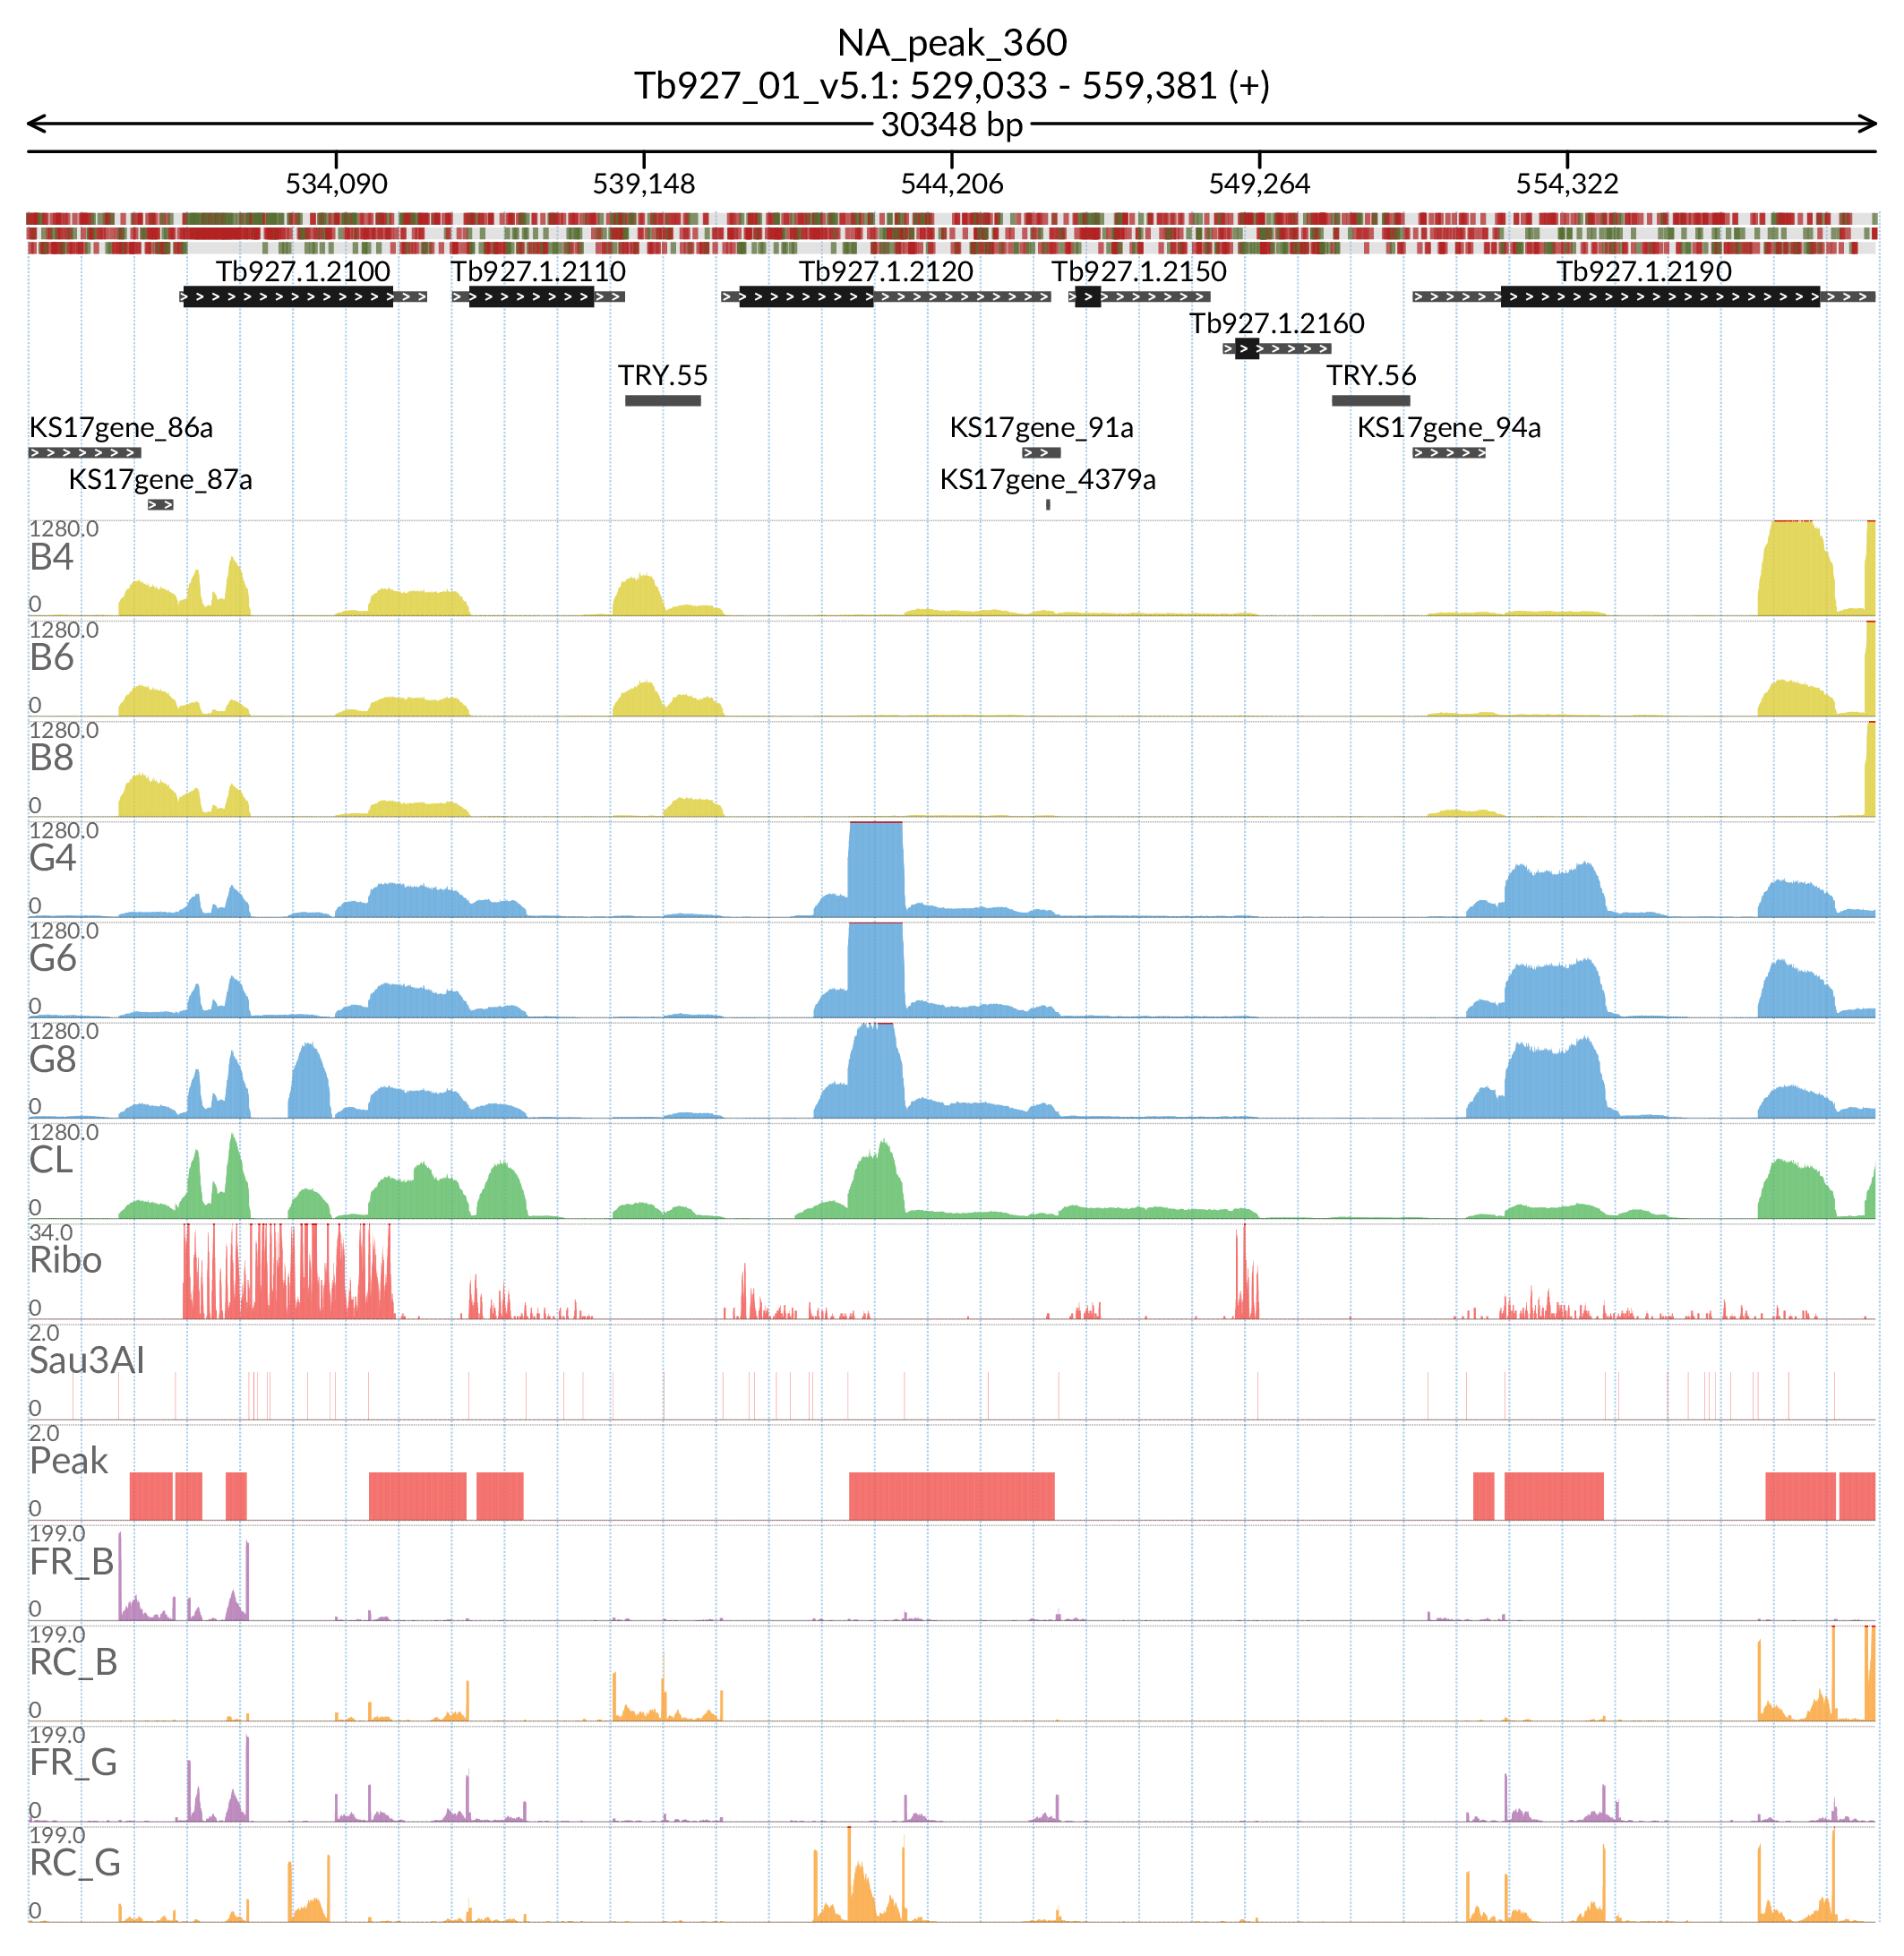 NA_peak_360
Tb927_01_v5.1: 529,033 - 559,381 (+)
30348 bp
534,090 539,148 544,206 549,264 554,322
Tb927.1.2100 Tb927.1.2110 Tb927.1.2120 Tb927.1.2150 Tb927.1.2190
Tb927.1.2160
TRY.55 TRY.56
KS17gene_86a KS17gene_91a KS17gene_94a
KS17gene_87a KS17gene_4379a
1280.0
B4
0
1280.0
B6
0
1280.0
B8
0
1280.0
G4
0
1280.0
G6
0
1280.0
G8
0
1280.0
CL
0
34.0
Ribo
0
2.0
Sau3AI
0
2.0
Peak
0
199.0
FR_B
0
199.0
RC_B
0
199.0
FR_G
0
199.0
RC_G
0